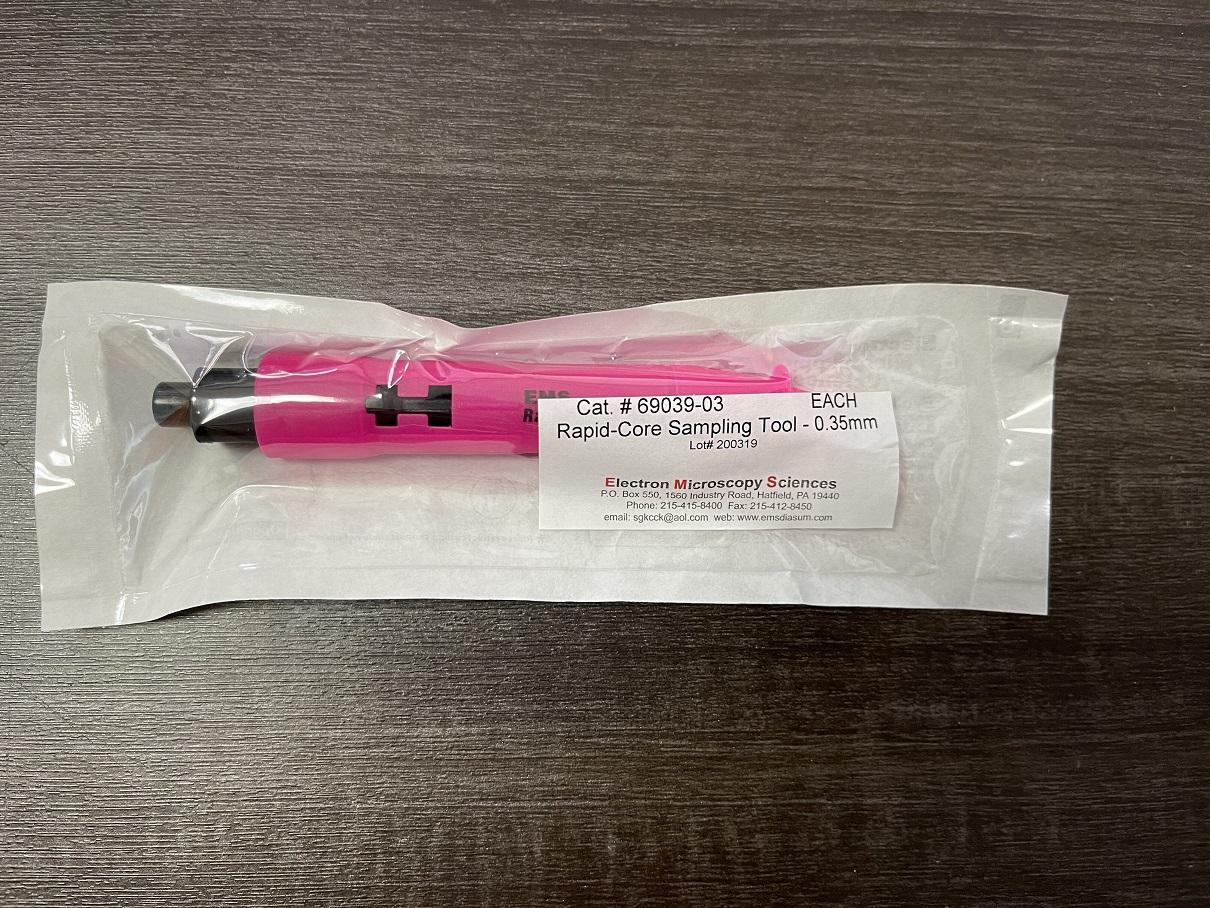 EMS
Cat. # 69039-03 EACH
Rapid-Core Sampling Tool - 0.35mm
Lot# 200319
Electron Microscopy Sciences
P.O. Box 550, 1560 Industry Road, Hatfield, PA 19440
Phone: 215-415-8400 Fax: 215-412-8450
email: sgkcck@aol.com web: www.emsdiasum.com